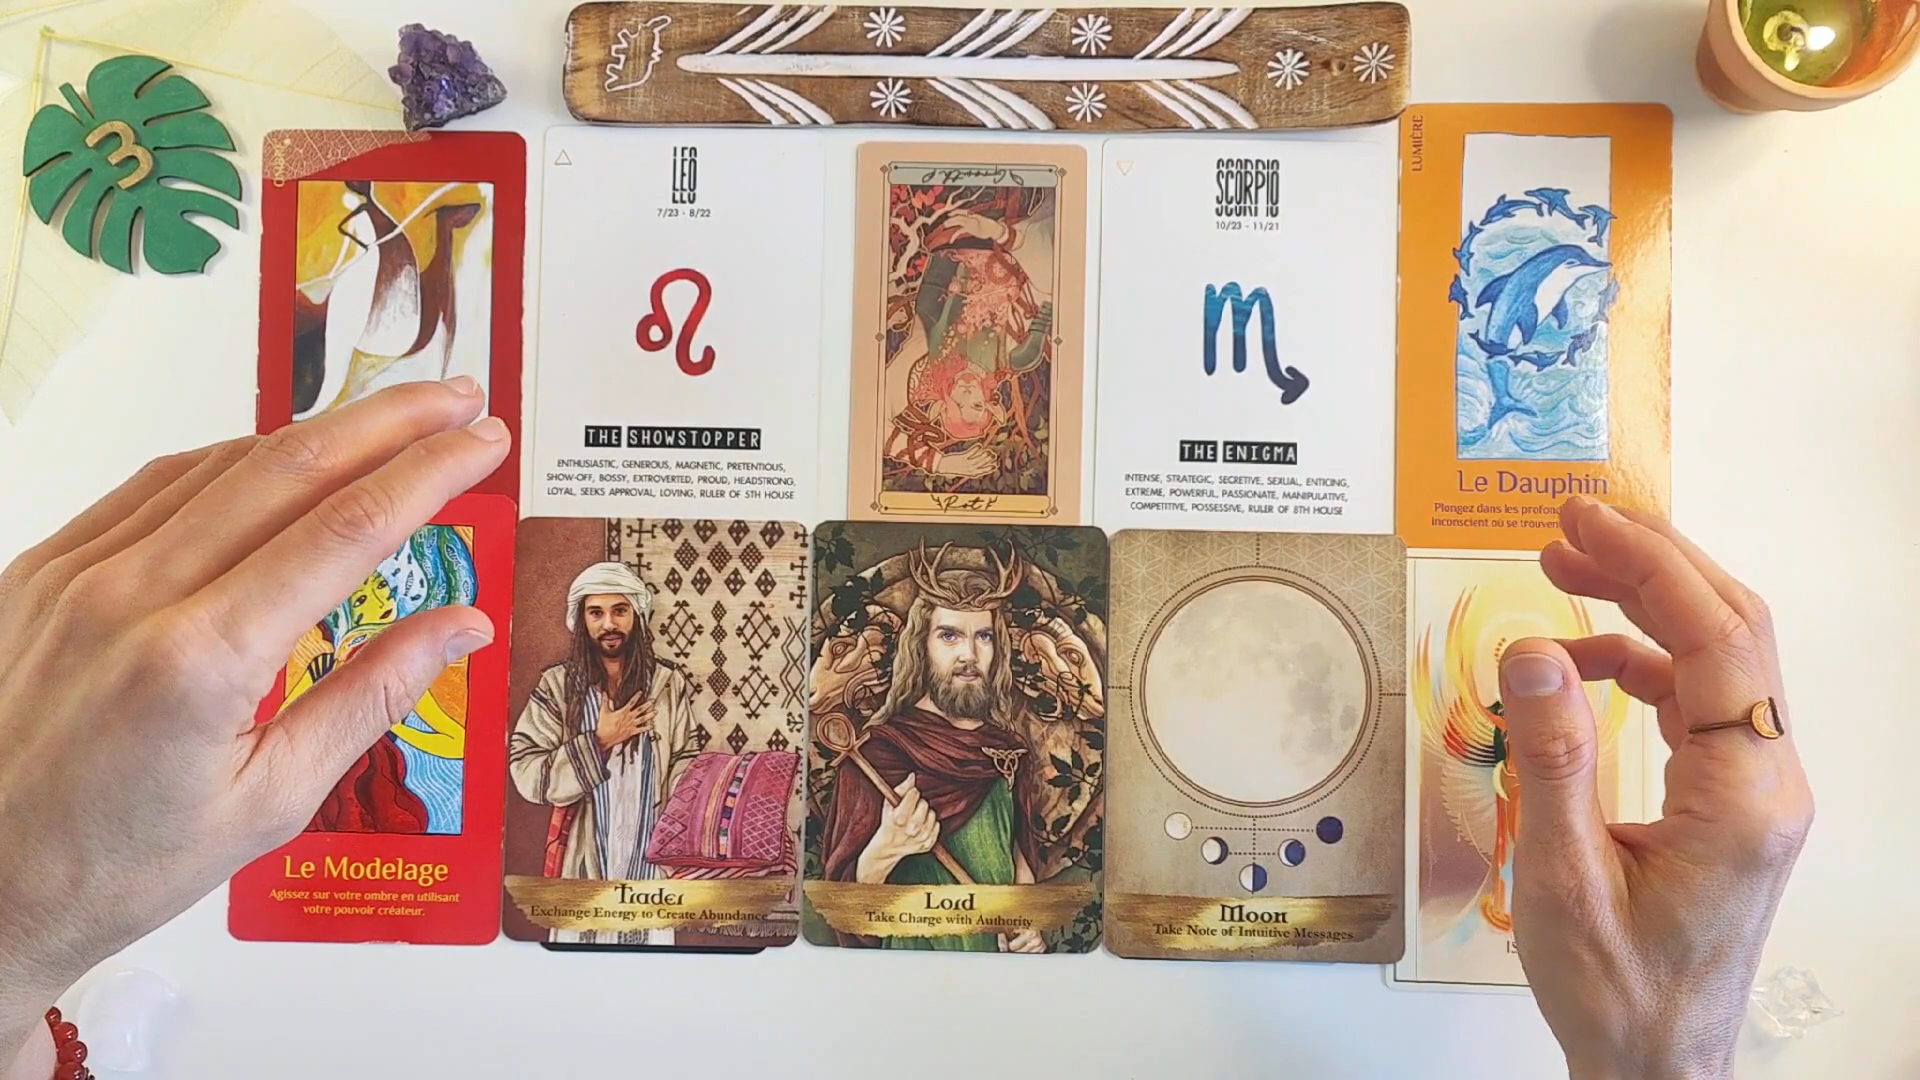 3
OMBRE
LEO
7/23 - 8/22
THE SHOWSTOPPER
ENTHUSIASTIC, GENEROUS, MAGNETIC, PRETENTIOUS,
SHOW-OFF, BOSSY, EXTROVERTED, PROUD, HEADSTRONG,
LOYAL, SEEKS APPROVAL, LOVING, RULER OF 5TH HOUSE
Growth
Rot
SCORPIO
10/23 - 11/21
THE ENIGMA
INTENSE, STRATEGIC, SECRETIVE, SEXUAL, ENTICING,
EXTREME, POWERFUL, PASSIONATE, MANIPULATIVE,
COMPETITIVE, POSSESSIVE, RULER OF 8TH HOUSE
LUMIÈRE
Le Dauphin
Plongez dans les
inconscient où se
Le Modelage
Agissez sur votre ombre en utilisant
votre pouvoir créateur.
Trader
Exchange Energy to Create Abundance
Lord
Take Charge with Authority
Moon
Take Note of Intuitive Messages